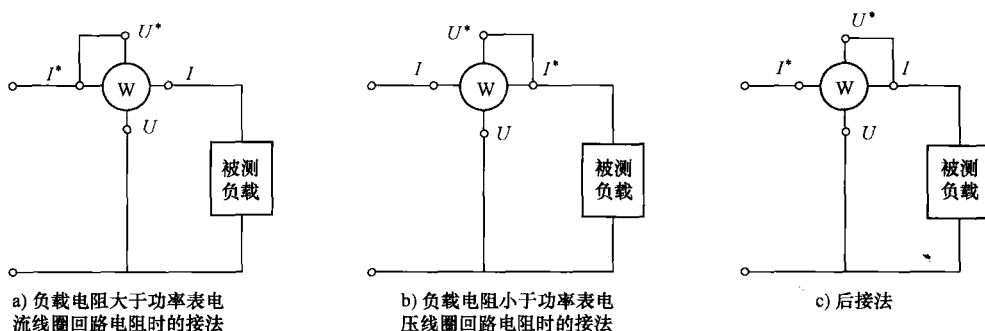 U*
I*
W
I
U
被测
负载
a) 负载电阻大于功率表电
流线圈回路电阻时的接法
U*
I
W
I*
U
被测
负载
b) 负载电阻小于功率表电
压线圈回路电阻时的接法
U*
I*
W
I
U
被测
负载
c) 后接法